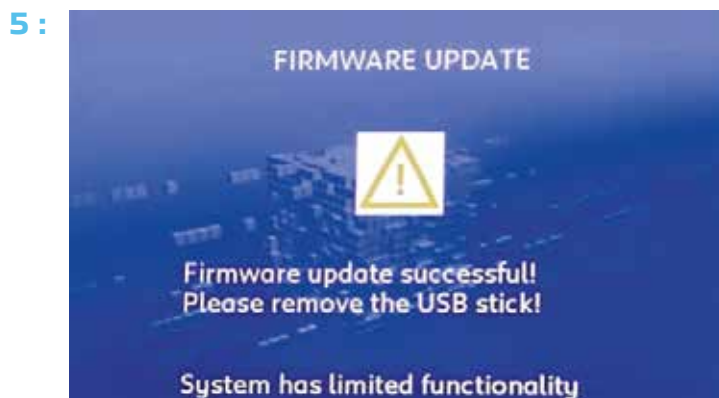 5:
FIRMWARE UPDATE
!
Firmware update successful!
Please remove the USB stick!
System has limited functionality